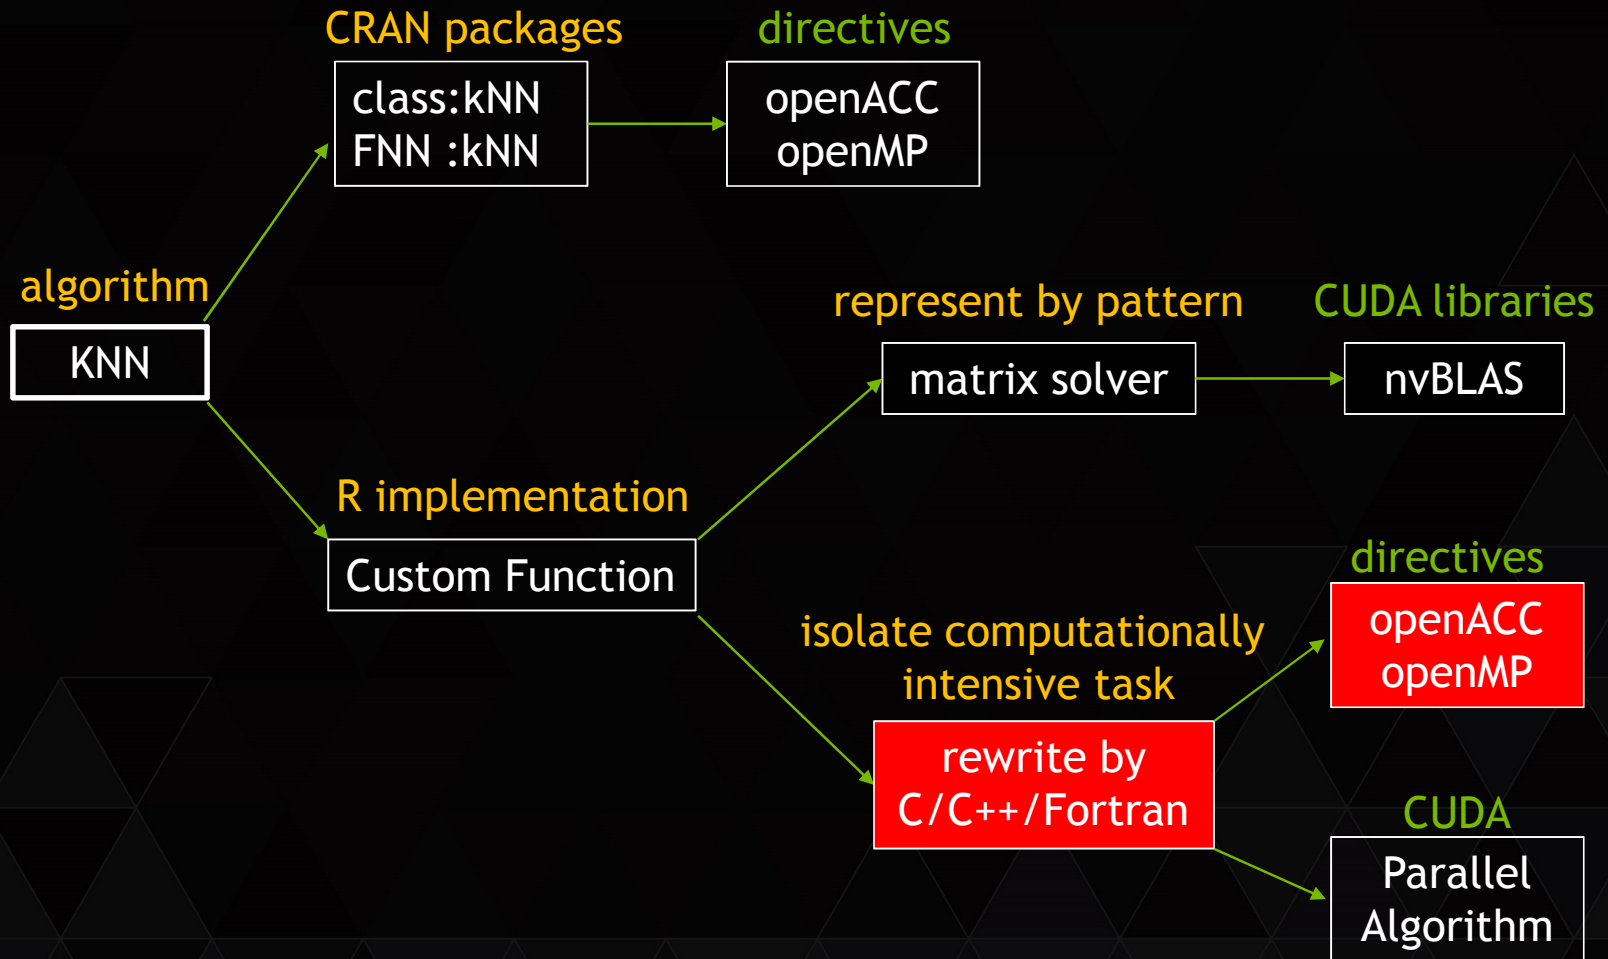 CRAN packages
class:kNN
FNN :kNN
directives
openACC
openMP
algorithm
KNN
represent by pattern
matrix solver
CUDA libraries
nvBLAS
R implementation
Custom Function
isolate computationally
intensive task
rewrite by
C/C++/Fortran
directives
openACC
openMP
CUDA
Parallel
Algorithm